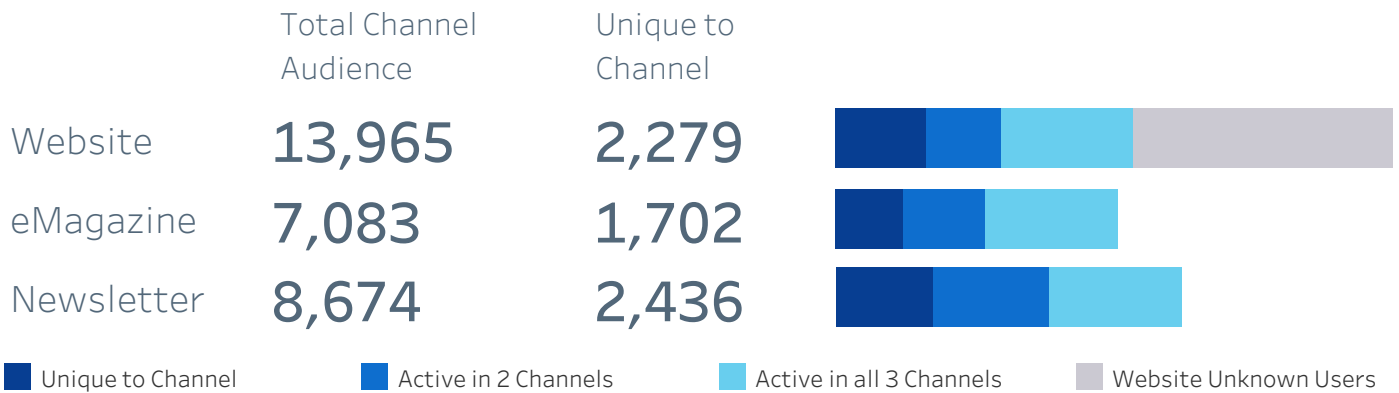 Total Channel Audience
Unique to Channel
Website 13,965 2,279
eMagazine 7,083 1,702
Newsletter 8,674 2,436
Unique to Channel Active in 2 Channels Active in all 3 Channels Website Unknown Users